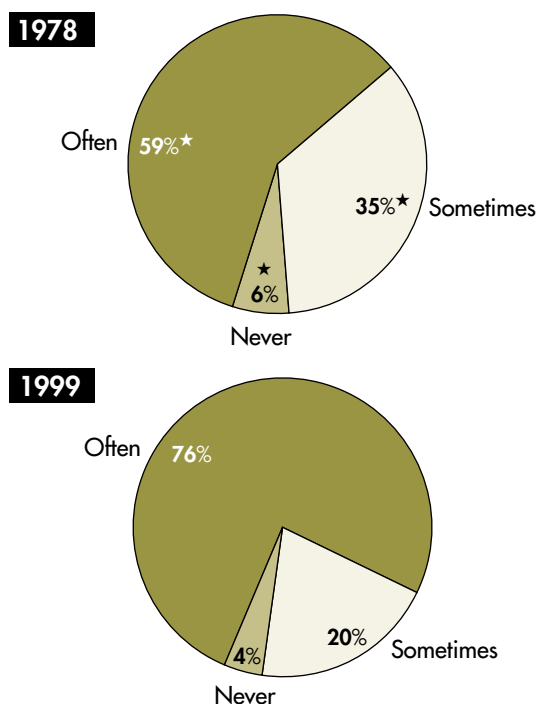 1978
Often
59%★
35%★
Sometimes
★
6%
Never
1999
Often
76%
20%
Sometimes
4%
Never